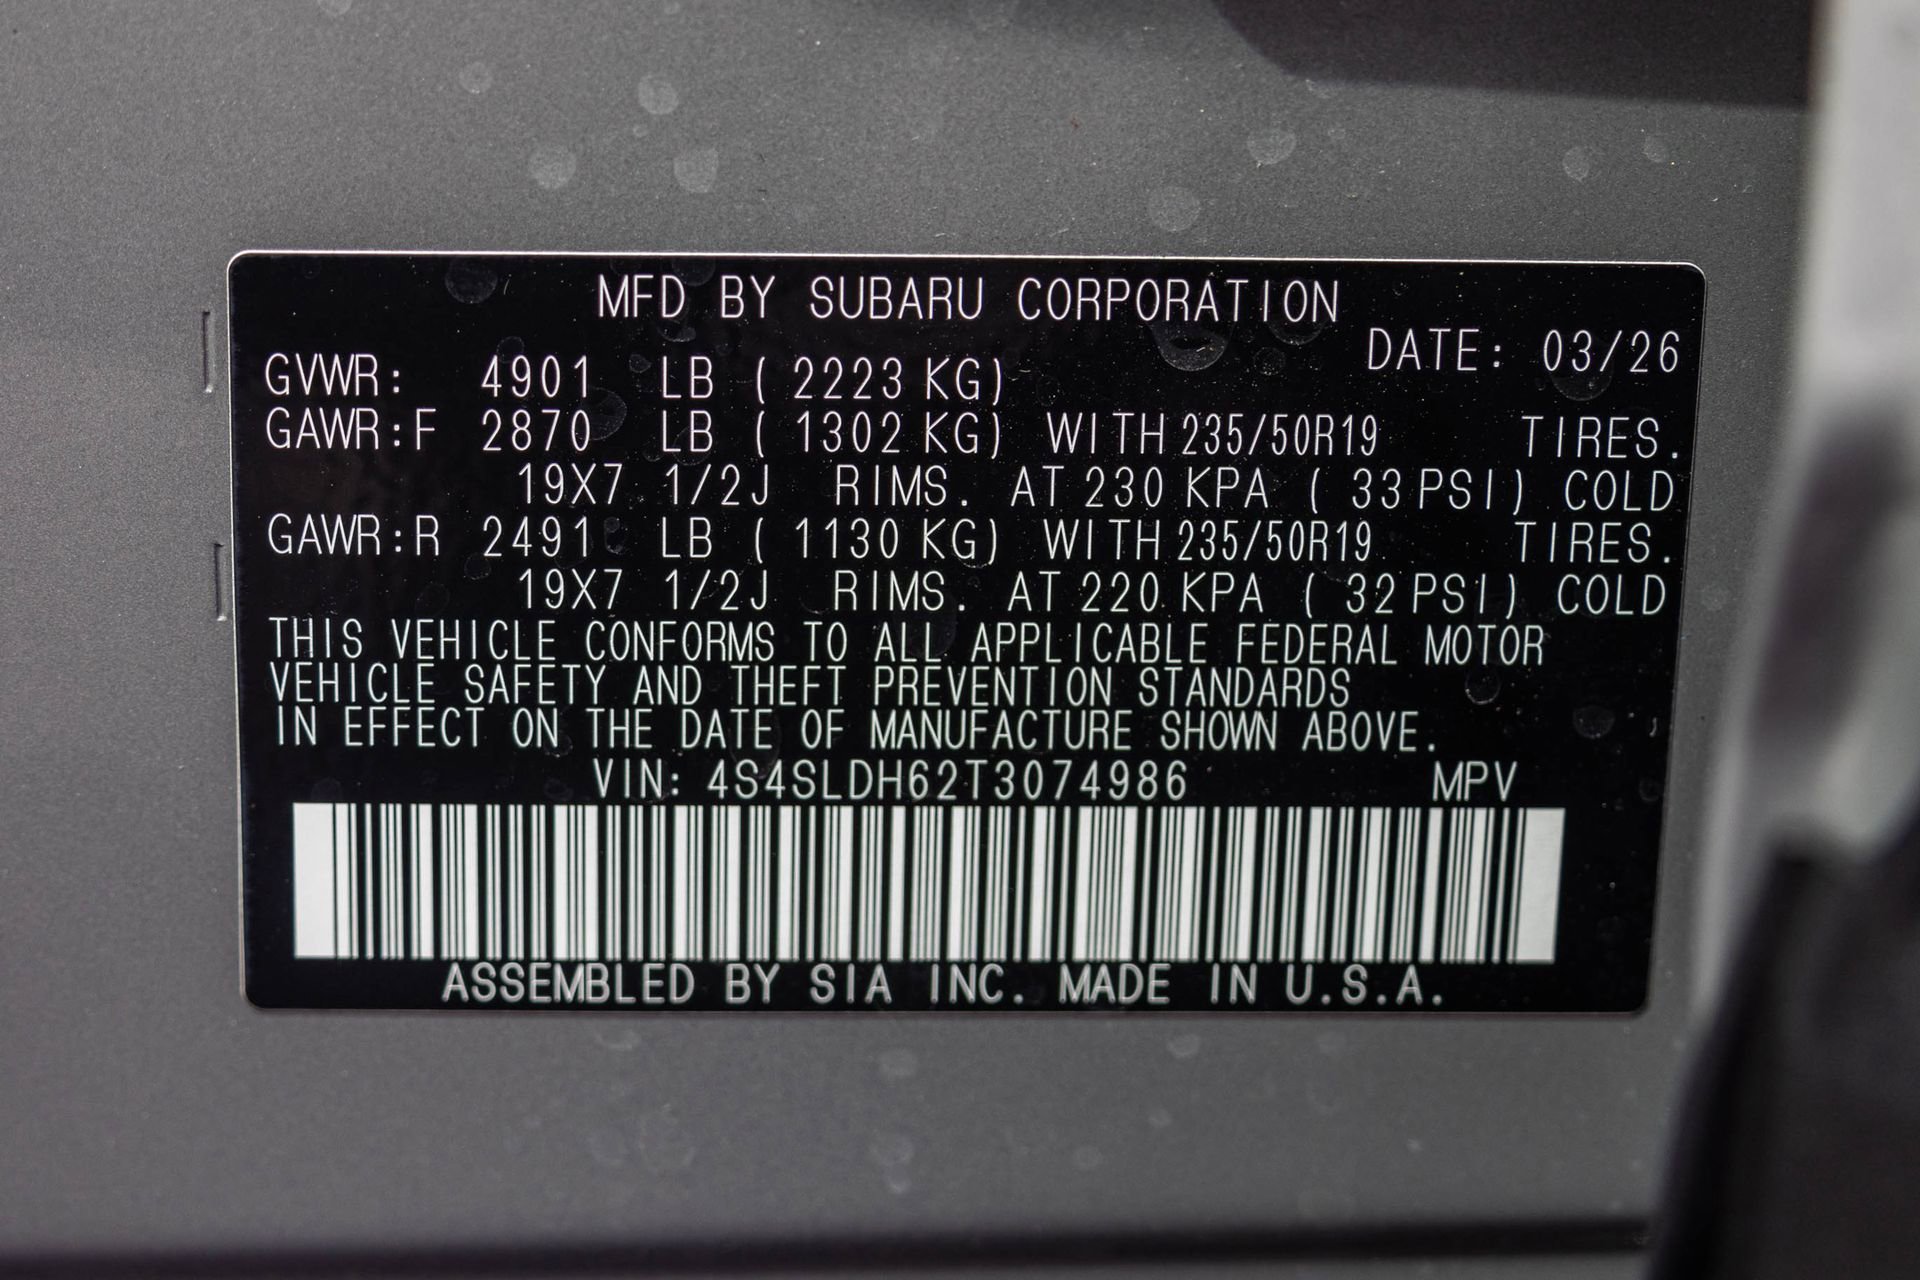 MFD BY SUBARU CORPORATION
DATE: 03/26
GVWR: 4901 LB ( 2223 KG)
GAWR:F 2870 LB ( 1302 KG) WITH 235/50R19 TIRES.
19X7 1/2J RIMS. AT 230 KPA ( 33 PSI) COLD
GAWR:R 2491 LB ( 1130 KG) WITH 235/50R19 TIRES.
19X7 1/2J RIMS. AT 220 KPA ( 32 PSI) COLD
THIS VEHICLE CONFORMS TO ALL APPLICABLE FEDERAL MOTOR
VEHICLE SAFETY AND THEFT PREVENTION STANDARDS
IN EFFECT ON THE DATE OF MANUFACTURE SHOWN ABOVE.
VIN: 4S4SLDH62T3074986 MPV
ASSEMBLED BY SIA INC. MADE IN U.S.A.